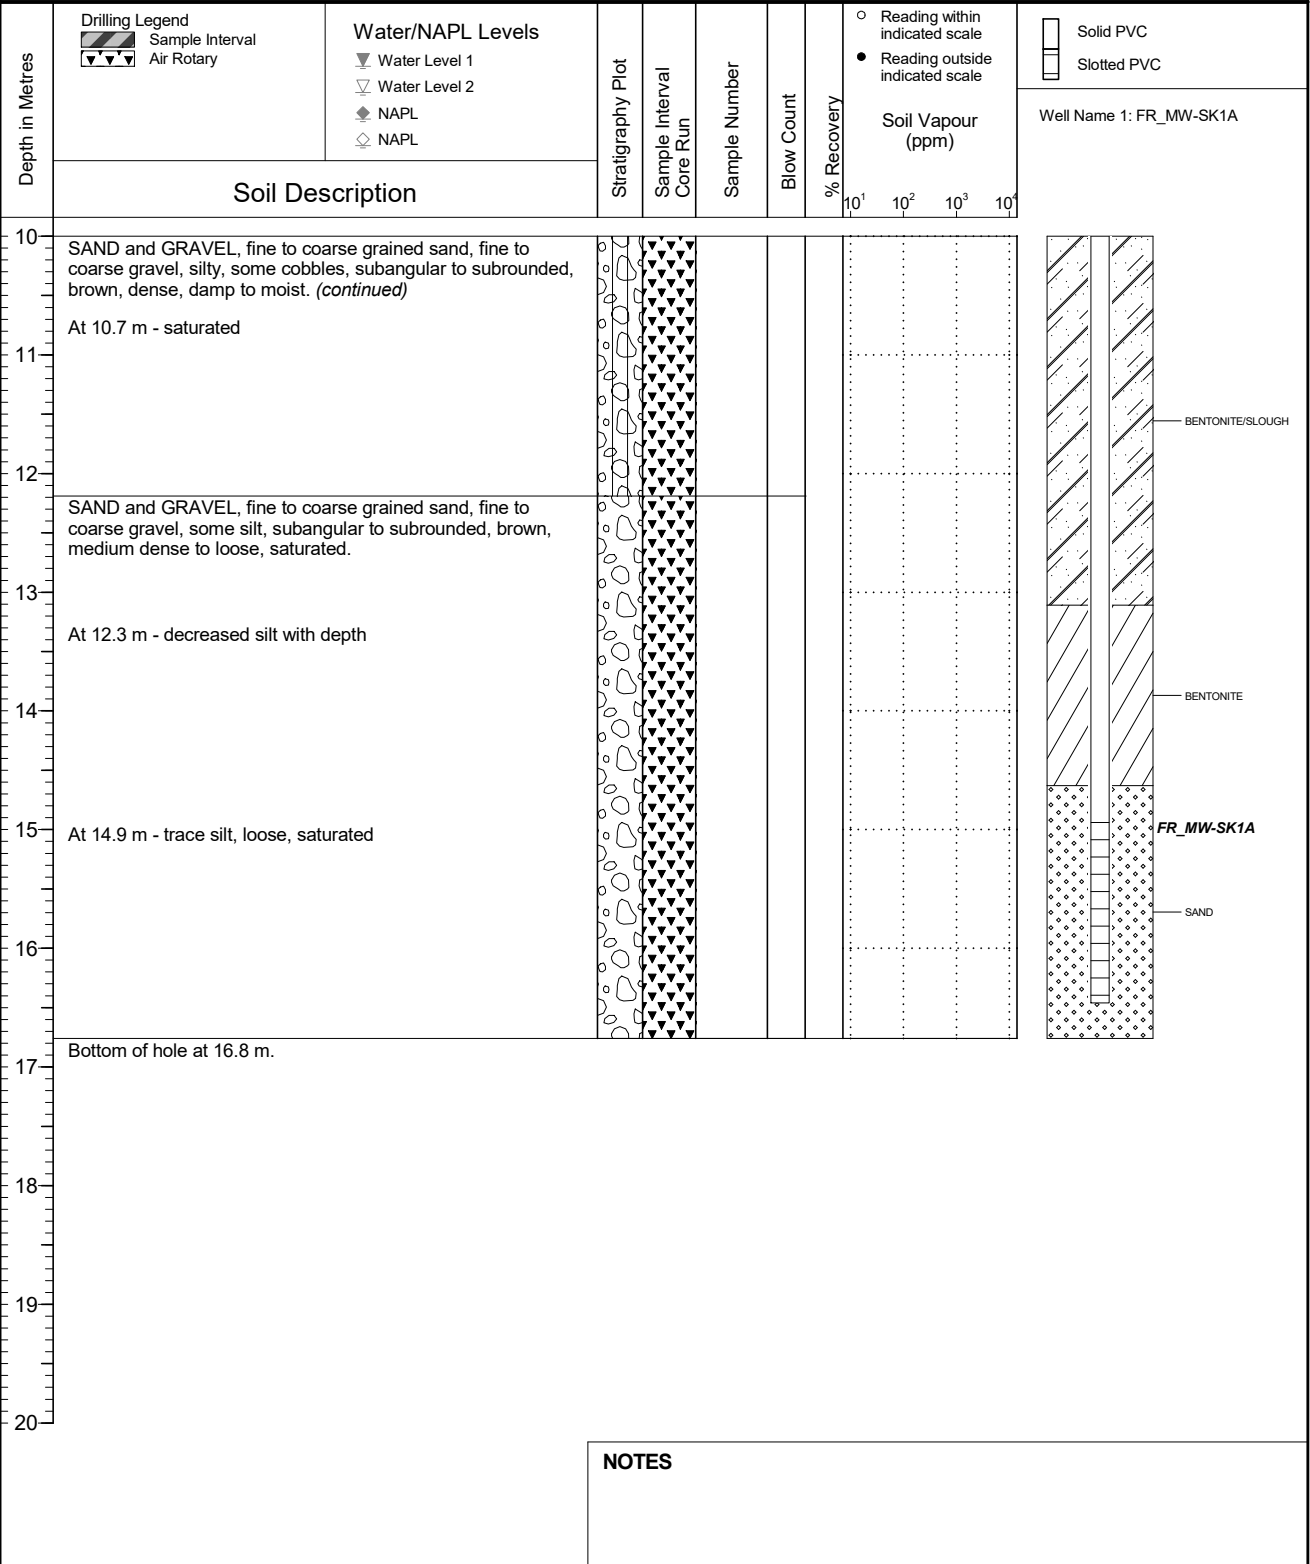 Depth in Metres
Drilling Legend
Sample Interval
Air Rotary
Water/NAPL Levels
Water Level 1
Water Level 2
NAPL
NAPL
Soil Description
Stratigraphy Plot
Sample Interval
Core Run
Sample Number
Blow Count
% Recovery
Reading within
indicated scale
Reading outside
indicated scale
Soil Vapour
(ppm)
10¹ 10² 10³ 10⁴
Solid PVC
Slotted PVC
Well Name 1: FR_MW-SK1A
10
SAND and GRAVEL, fine to coarse grained sand, fine to
coarse gravel, silty, some cobbles, subangular to subrounded,
brown, dense, damp to moist. (continued)
At 10.7 m - saturated
11
BENTONITE/SLOUGH
12
SAND and GRAVEL, fine to coarse grained sand, fine to
coarse gravel, some silt, subangular to subrounded, brown,
medium dense to loose, saturated.
13
At 12.3 m - decreased silt with depth
BENTONITE
14
15
At 14.9 m - trace silt, loose, saturated
FR_MW-SK1A
SAND
16
Bottom of hole at 16.8 m.
17
18
19
20
NOTES